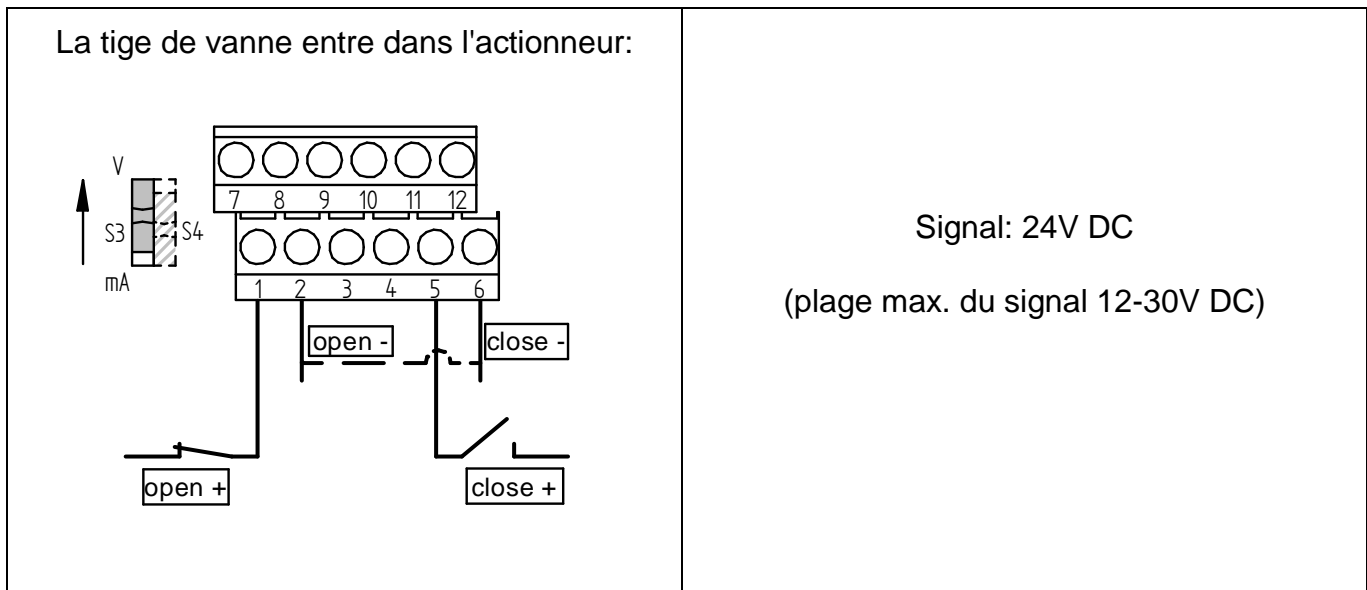 La tige de vanne entre dans l'actionneur:
V
7 8 9 10 11 12
S3 S4
mA
1 2 3 4 5 6
open - close -
open + close +
Signal: 24V DC
(plage max. du signal 12-30V DC)